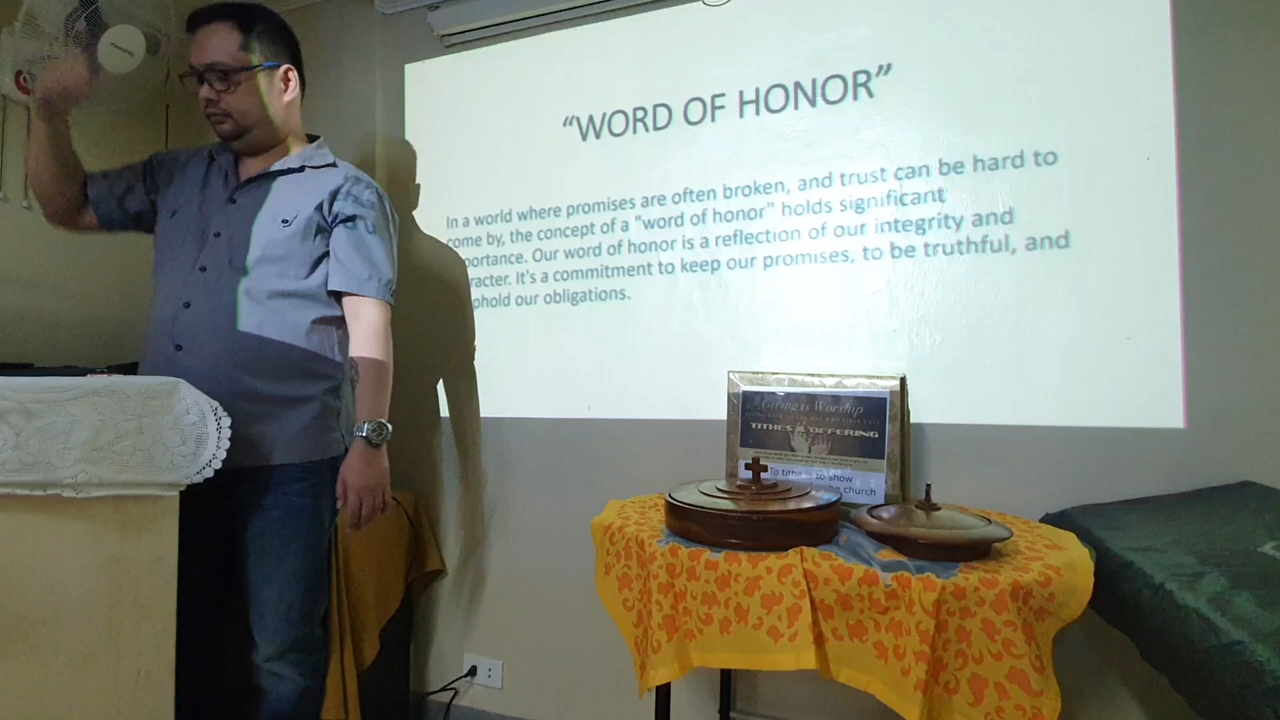 “WORD OF HONOR”
In a world where promises are often broken, and trust can be hard to
come by, the concept of a "word of honor" holds significant
portance. Our word of honor is a reflection of our integrity and
racter. It's a commitment to keep our promises, to be truthful, and
phold our obligations.
Giving is Worship
TITHES & OFFERING
To tithe is to show
the church